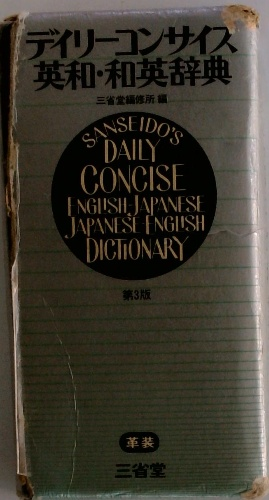 デイリーコンサイス
英和・和英辞典
三省堂編修所 編
SANSEIDO'S
DAILY
CONCISE
ENGLISH-JAPANESE
JAPANESE-ENGLISH
DICTIONARY
第3版
革装
三省堂